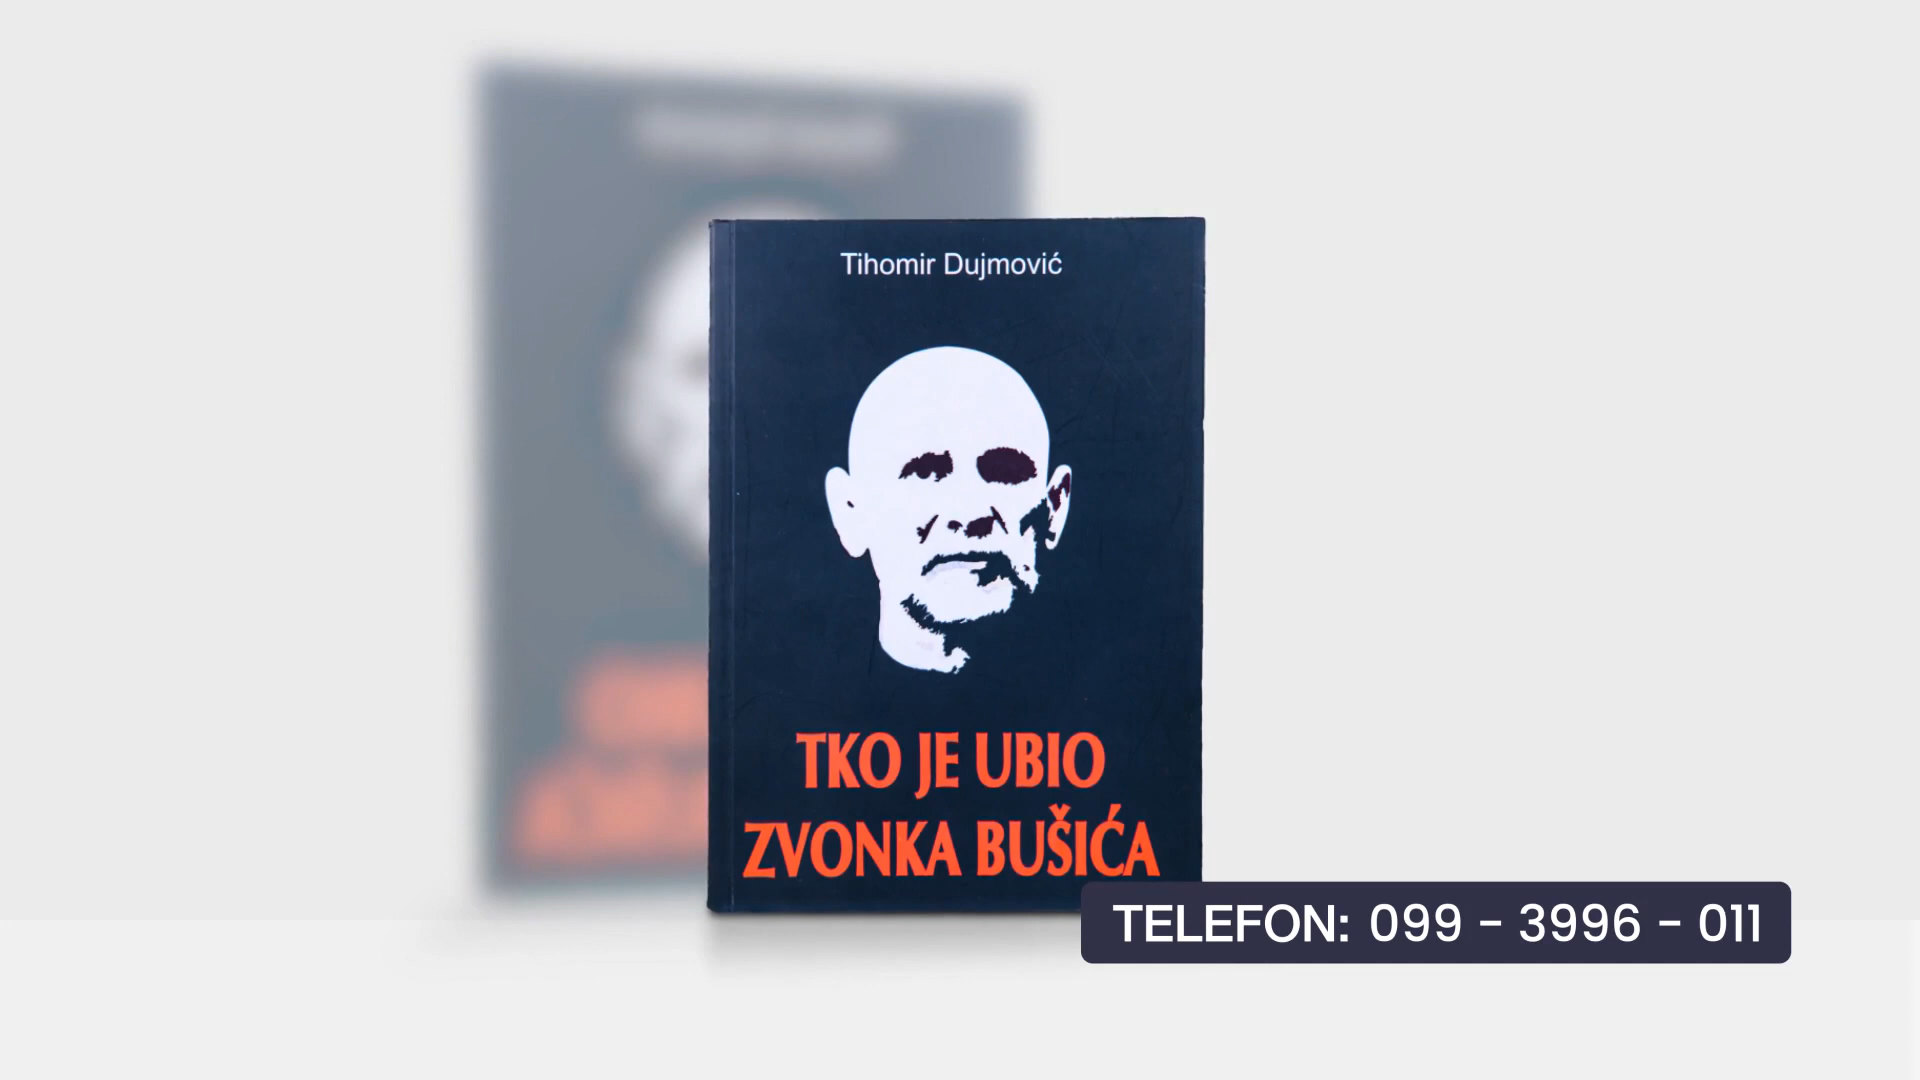 Tihomir Dujmović
TKO JE UBIO
ZVONKA BUŠIĆA
TELEFON: 099 - 3996 - 011